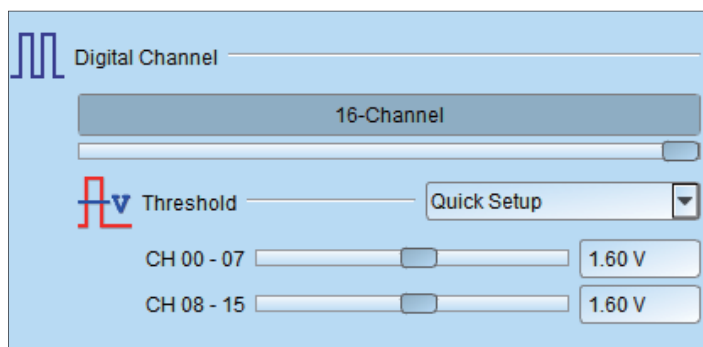 Digital Channel
16-Channel
V Threshold Quick Setup
CH 00 - 07 1.60 V
CH 08 - 15 1.60 V